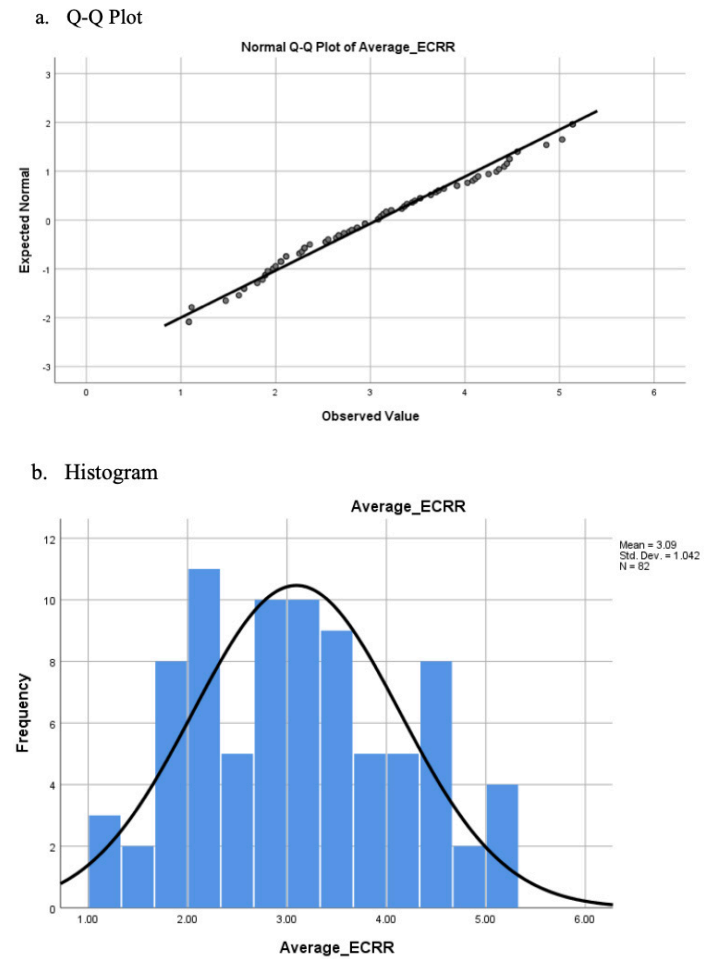 a. Q-Q Plot
Normal Q-Q Plot of Average_ECRR
3
2
1
0
-1
-2
-3
Expected Normal
0 1 2 3 4 5 6
Observed Value
b. Histogram
Average_ECRR
Mean = 3.09
Std. Dev. = 1.042
N = 82
12
10
8
6
4
2
0
Frequency
1.00 2.00 3.00 4.00 5.00 6.00
Average_ECRR